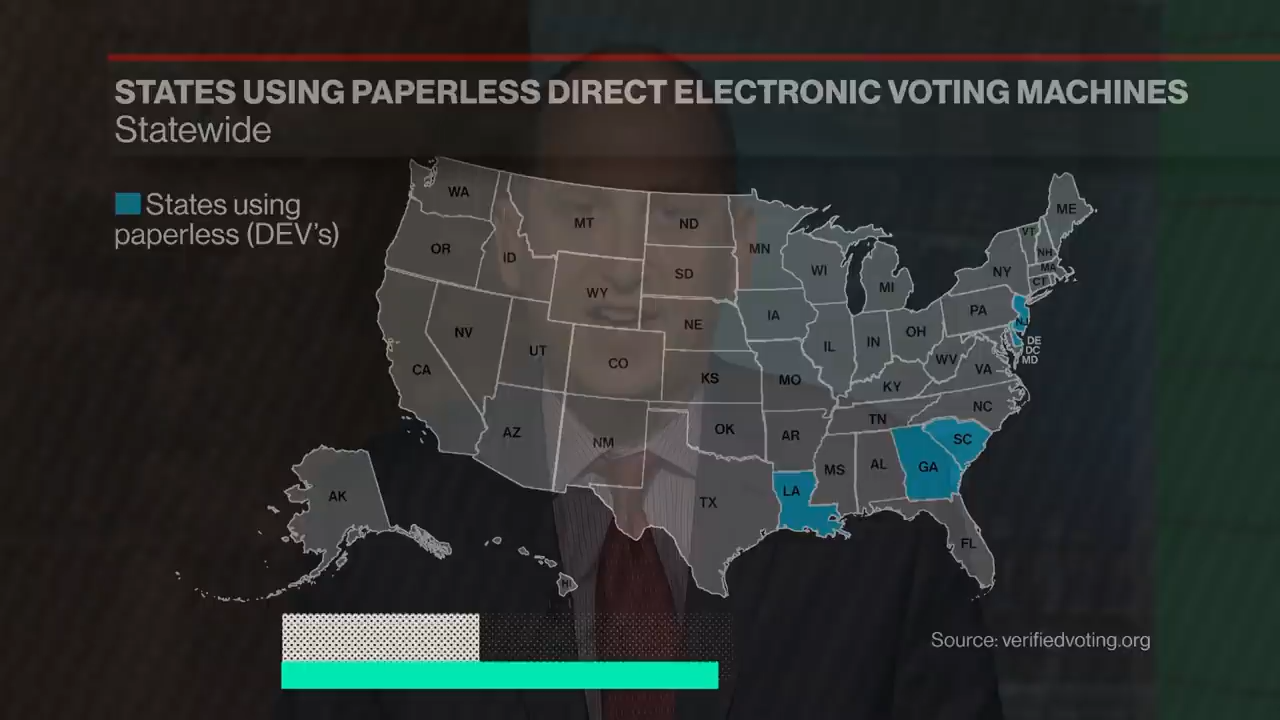 STATES USING PAPERLESS DIRECT ELECTRONIC VOTING MACHINES
Statewide
States using
paperless (DEV's)
WA
MT
ND
MN
ME
VT
NH
OR
ID
SD
WI
MI
NY
MA
CT
WY
NE
IA
PA
NV
UT
CO
IL
IN
OH
NJ
DE
DC
MD
CA
KS
MO
WV
VA
KY
NC
TN
AZ
NM
OK
AR
SC
MS
AL
GA
AK
TX
LA
FL
HI
Source: verifiedvoting.org